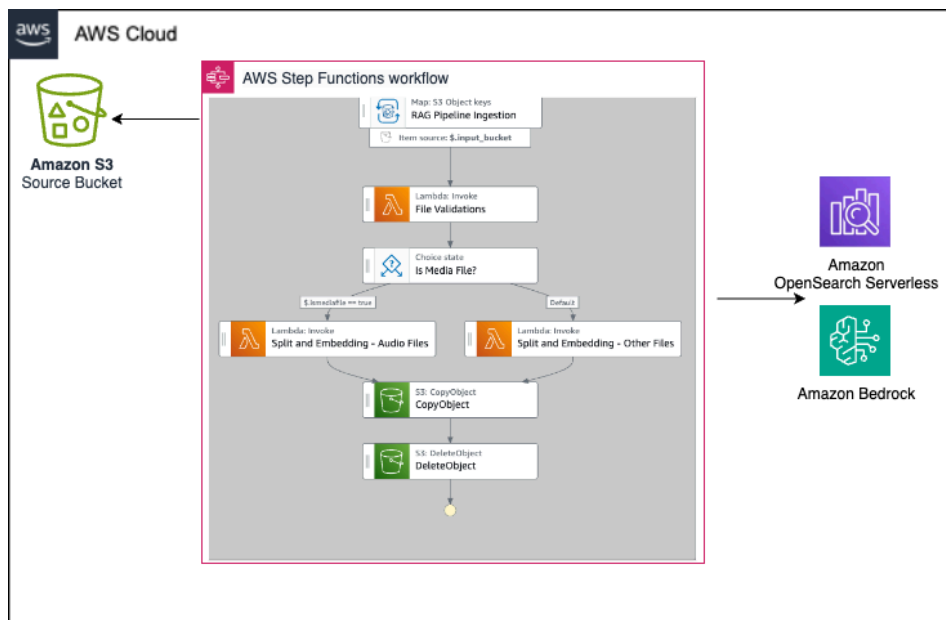 aws
AWS Cloud
AWS Step Functions workflow
Map: S3 Object keys
RAG Pipeline Ingestion
Item source: $.input_bucket
Amazon S3
Source Bucket
Lambda: Invoke
File Validations
Choice state
Is Media File?
$.IsmediaFile == true
Default
Lambda: Invoke
Split and Embedding - Audio Files
Lambda: Invoke
Split and Embedding - Other Files
S3: CopyObject
CopyObject
S3: DeleteObject
DeleteObject
Amazon
OpenSearch Serverless
Amazon Bedrock